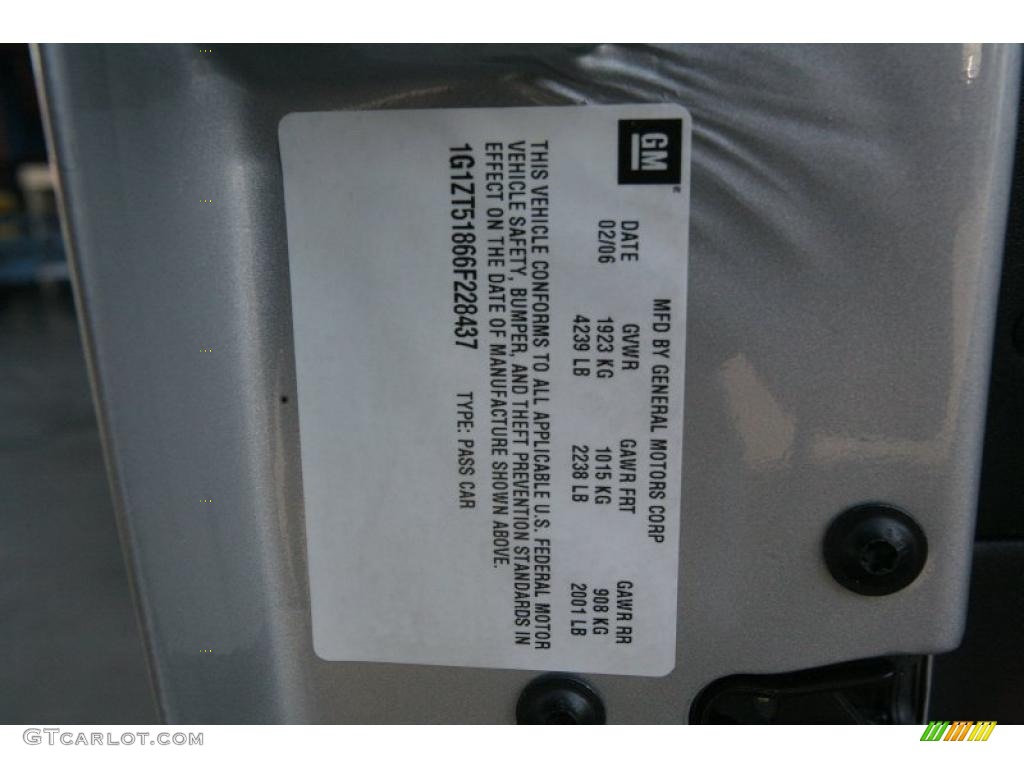 GM
®
MFD BY GENERAL MOTORS CORP
DATE GVWR GAWR FRT GAWR RR
02/06 1923 KG 1015 KG 908 KG
4239 LB 2238 LB 2001 LB
THIS VEHICLE CONFORMS TO ALL APPLICABLE U.S. FEDERAL MOTOR
VEHICLE SAFETY, BUMPER, AND THEFT PREVENTION STANDARDS IN
EFFECT ON THE DATE OF MANUFACTURE SHOWN ABOVE.
1G1ZT51866F228437 TYPE: PASS CAR
GTCARLOT.COM